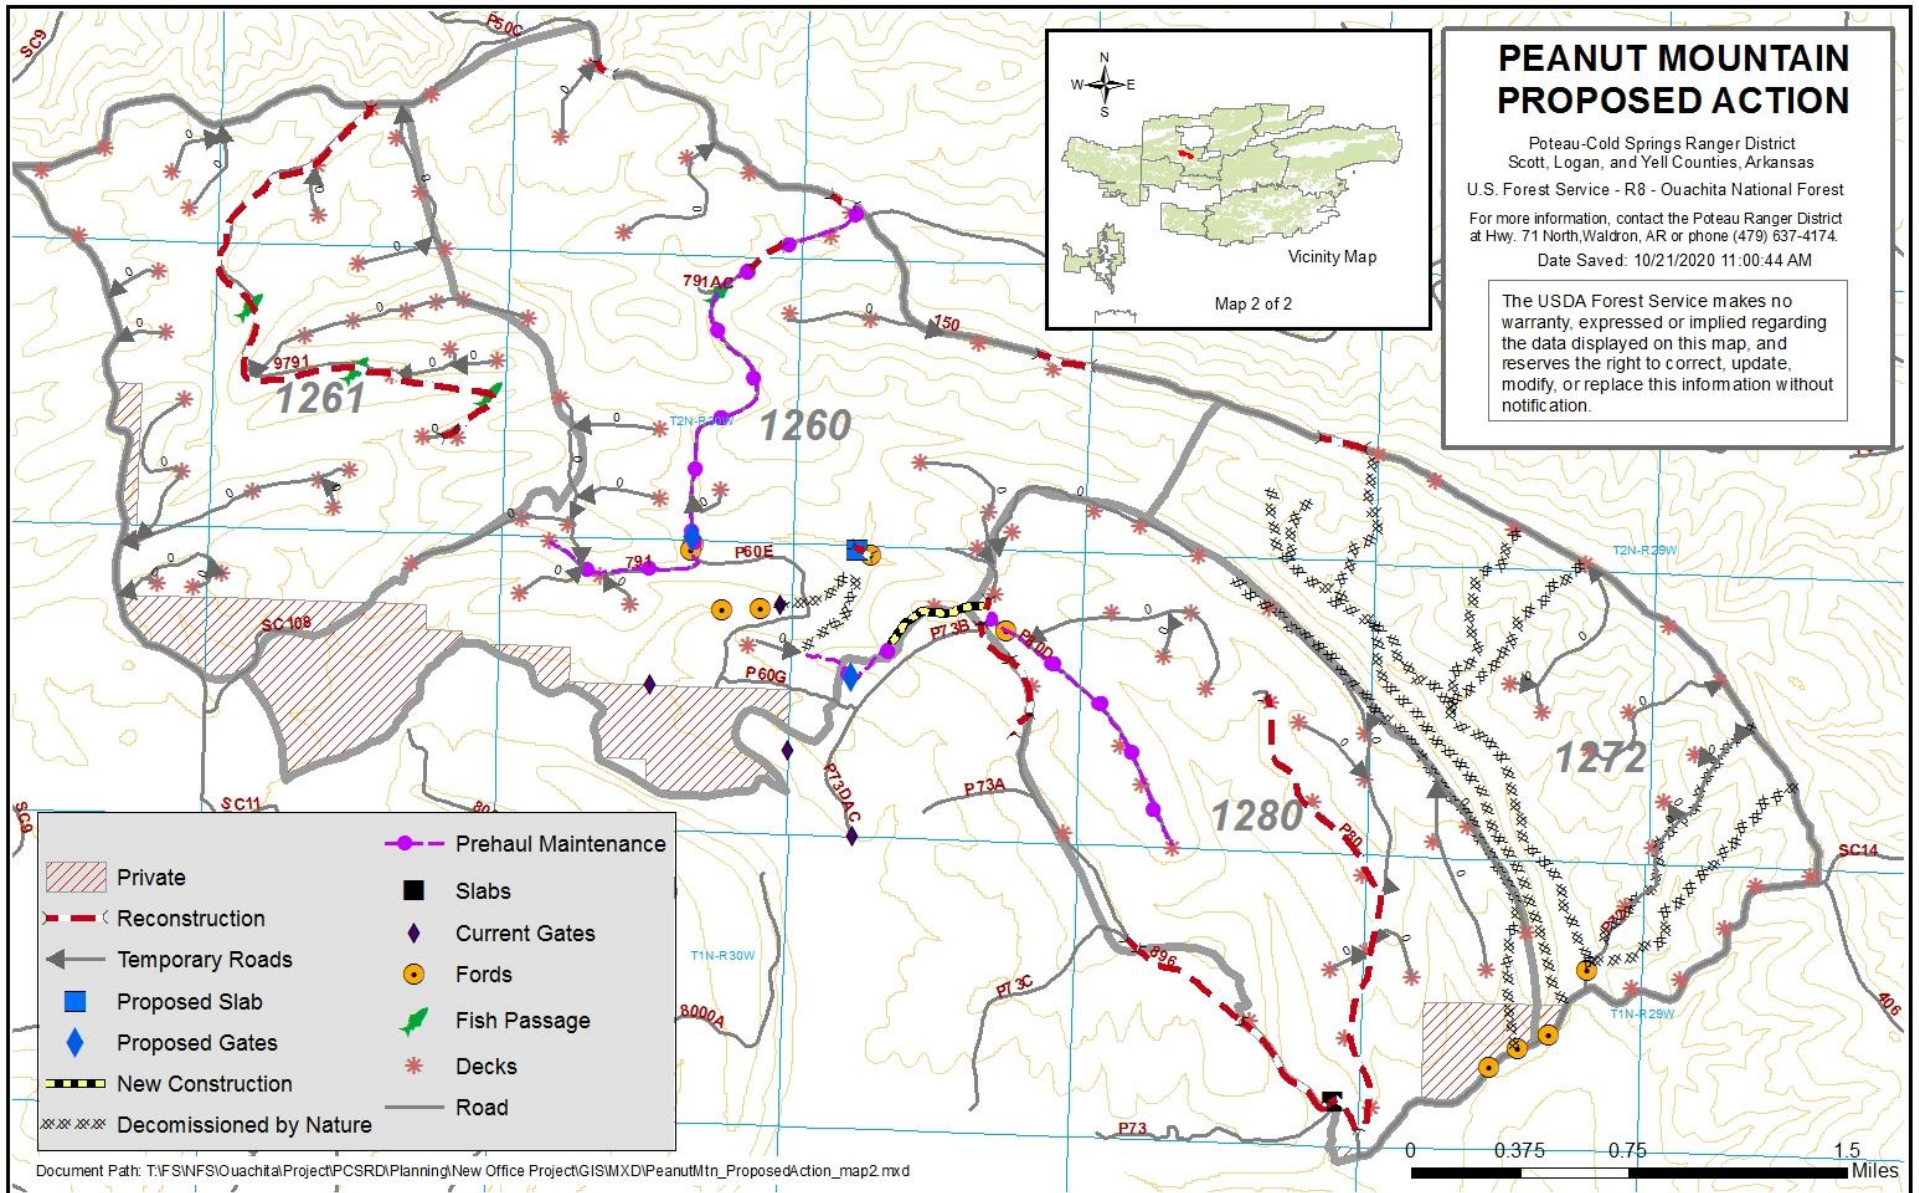 PEANUT MOUNTAIN
PROPOSED ACTION
Poteau-Cold Springs Ranger District
Scott, Logan, and Yell Counties, Arkansas
U.S. Forest Service - R8 - Ouachita National Forest
For more information, contact the Poteau Ranger District
at Hwy. 71 North,Waldron, AR or phone (479) 637-4174.
Date Saved: 10/21/2020 11:00:44 AM
The USDA Forest Service makes no
warranty, expressed or implied regarding
the data displayed on this map, and
reserves the right to correct, update,
modify, or replace this information without
notification.
N
W
E
S
Vicinity Map
Map 2 of 2
SC9
P50C
791AC
150
9791
1261
1260
T2N-R30W
791
P60E
T2N-R29W
SC108
P73B
P80D
P60G
1272
P73DAC
P73A
1280
P80
SC11
SC9
SC14
896
P73C
T1N-R30W
8000A
406
T1N-R29W
P73
Private
Reconstruction
Temporary Roads
Proposed Slab
Proposed Gates
New Construction
Decomissioned by Nature
Prehaul Maintenance
Slabs
Current Gates
Fords
Fish Passage
Decks
Road
0
0.375
0.75
1.5
Miles
Document Path: T:\FS\NFS\Ouachita\Project\PCSRD\Planning\New Office Project\GIS\MXD\PeanutMtn_ProposedAction_map2.mxd